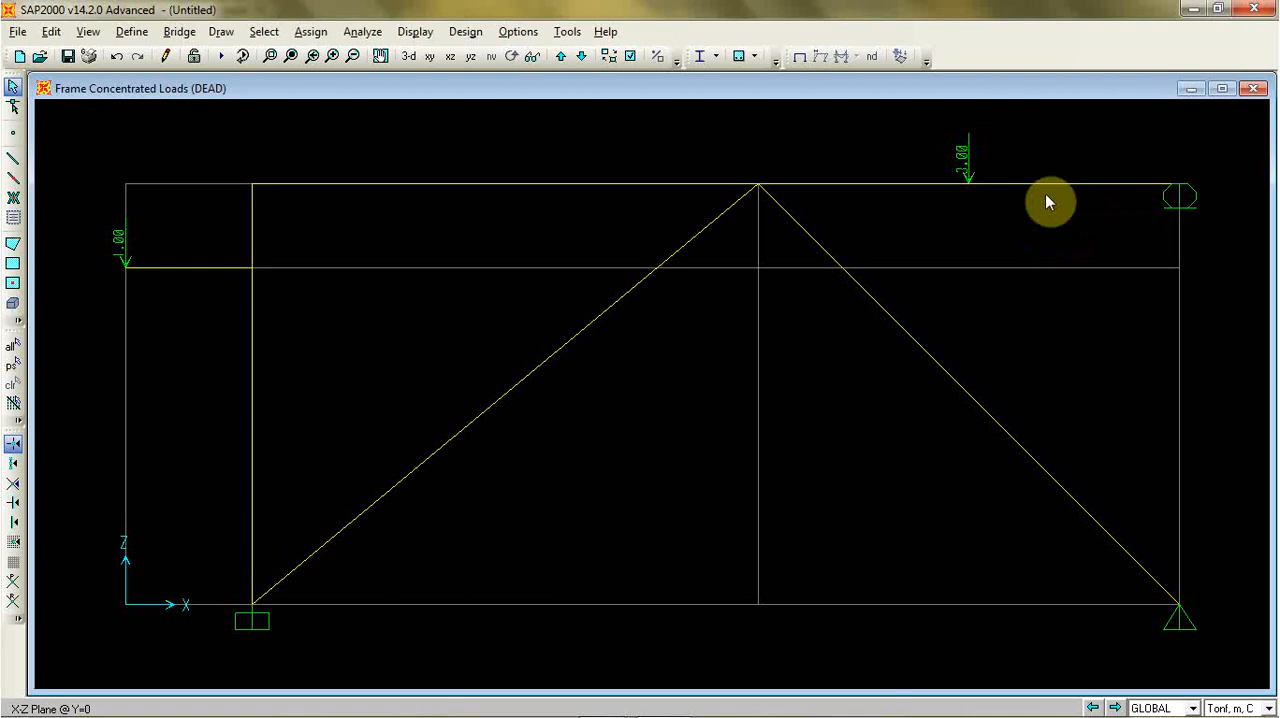 SAP2000 v14.2.0 Advanced - (Untitled)
File Edit View Define Bridge Draw Select Assign Analyze Display Design Options Tools Help
3-d xy xz yz nv nd
Frame Concentrated Loads (DEAD)
1.00
all
ps
clr
Z
X
X-Z Plane @ Y=0
GLOBAL
Tonf, m, C